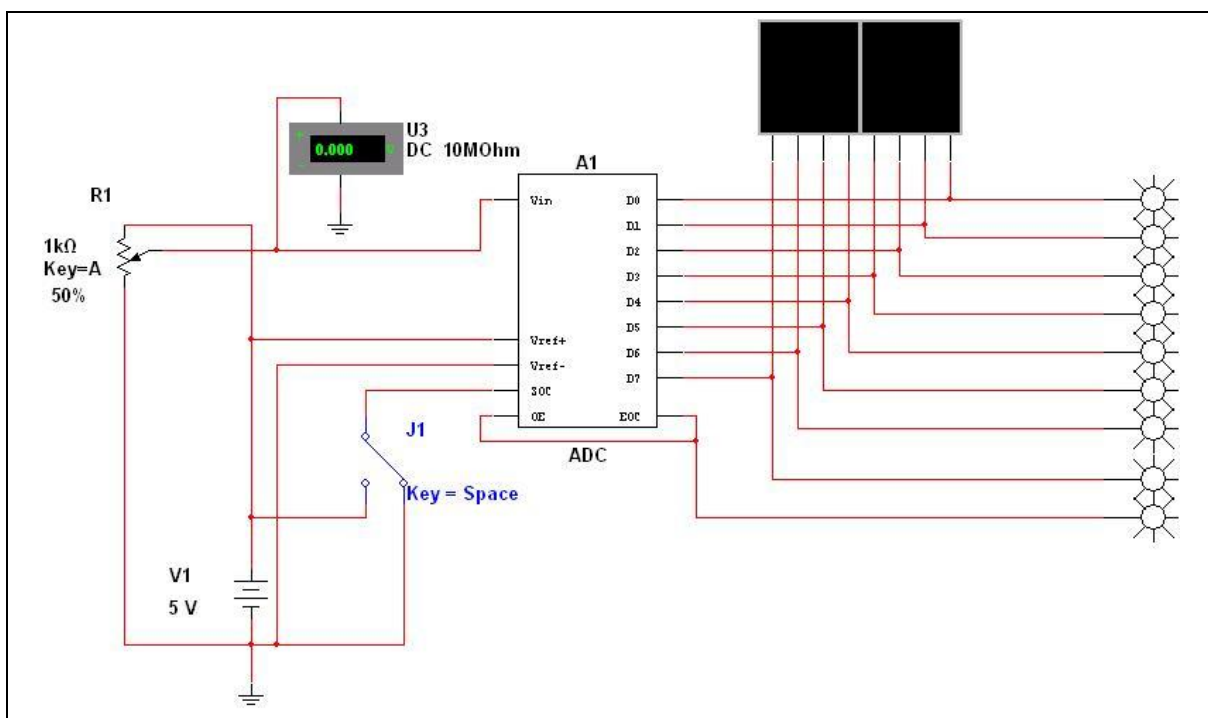 U3
DC 10MOhm
+
0.000
-
R1
1kΩ
Key=A
50%
A1
Vin
Vref+
Vref-
SOC
OE
D0
D1
D2
D3
D4
D5
D6
D7
EOC
ADC
J1
Key = Space
V1
5 V